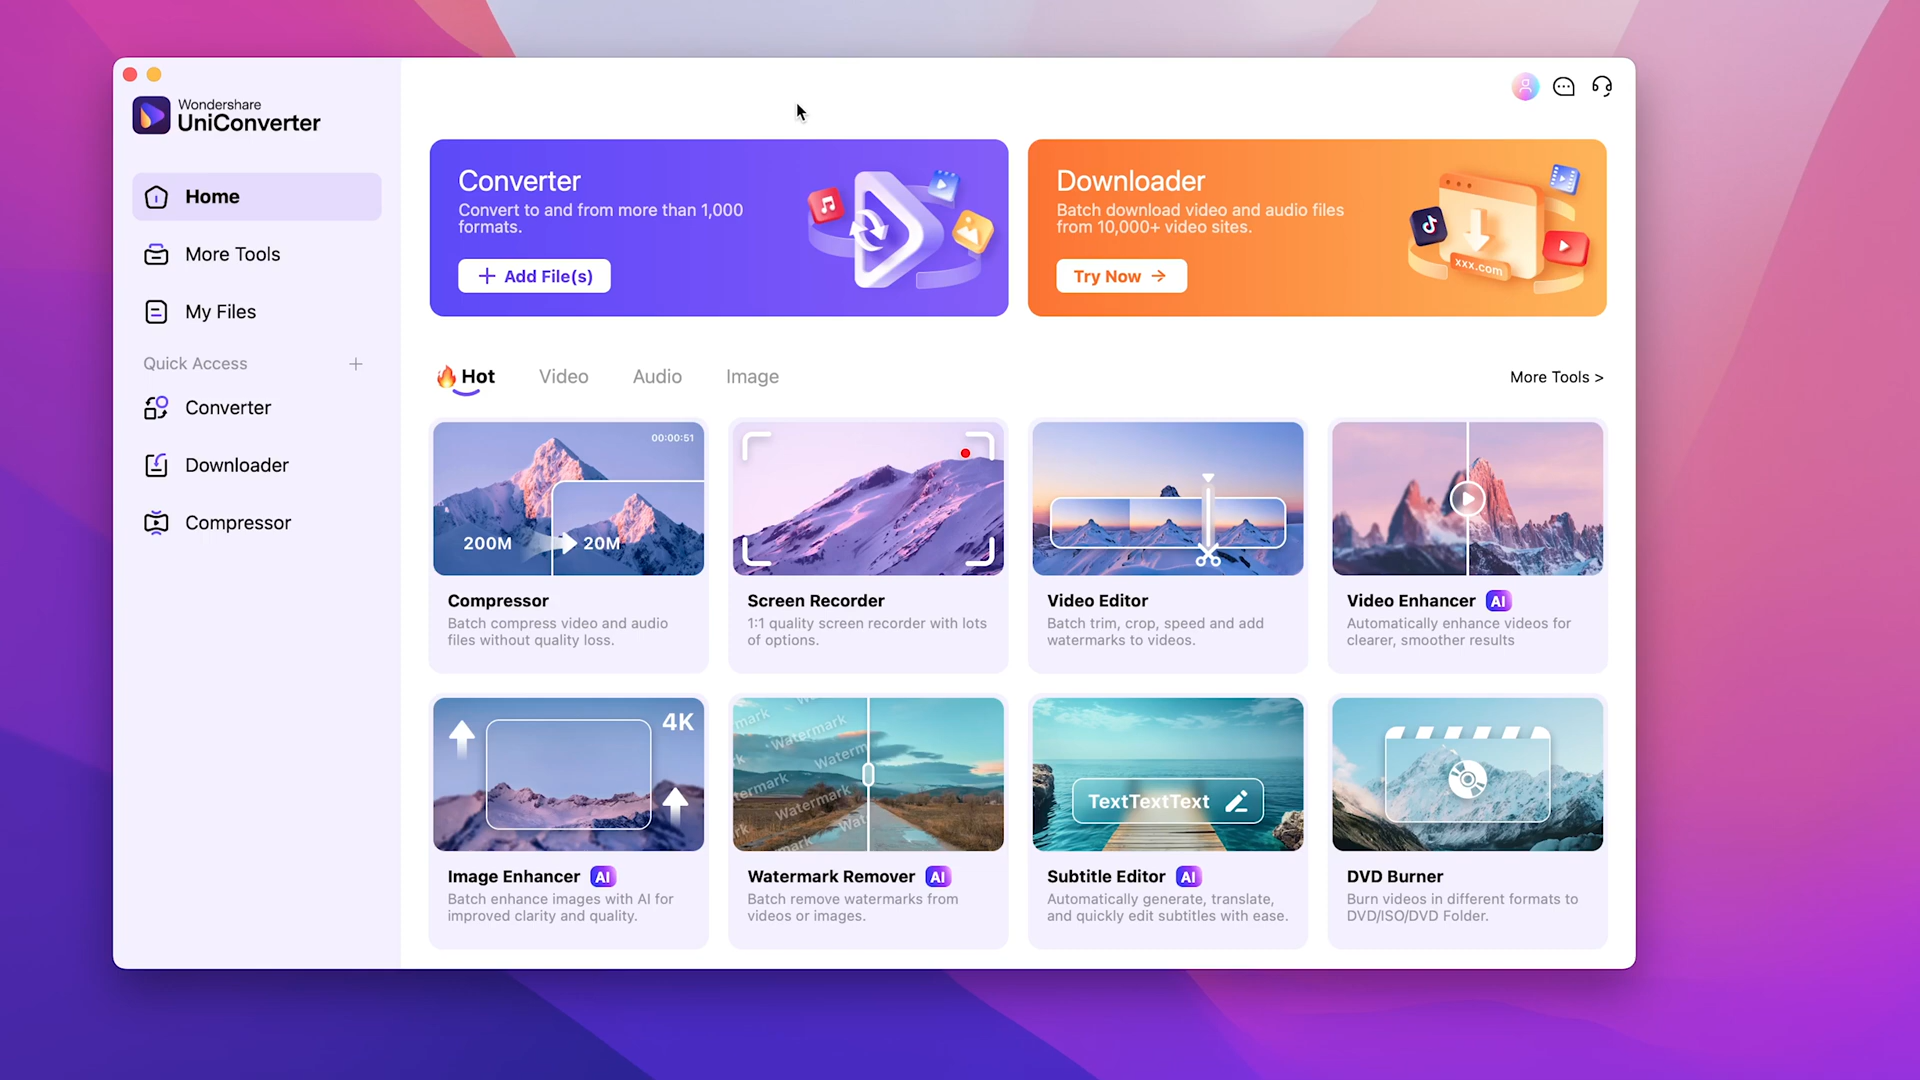 Wondershare
UniConverter
Home
More Tools
My Files
Quick Access
Converter
Downloader
Compressor
Converter
Convert to and from more than 1,000
formats.
Add File(s)
Downloader
Batch download video and audio files
from 10,000+ video sites.
Try Now
xxx.com
Hot
Video
Audio
Image
More Tools >
00:00:51
200M
20M
Compressor
Batch compress video and audio
files without quality loss.
Screen Recorder
1:1 quality screen recorder with lots
of options.
Video Editor
Batch trim, crop, speed and add
watermarks to videos.
Video Enhancer AI
Automatically enhance videos for
clearer, smoother results
4K
Image Enhancer AI
Batch enhance images with AI for
improved clarity and quality.
Watermark
Watermark
Watermark Remover AI
Batch remove watermarks from
videos or images.
TextTextText
Subtitle Editor AI
Automatically generate, translate,
and quickly edit subtitles with ease.
DVD Burner
Burn videos in different formats to
DVD/ISO/DVD Folder.